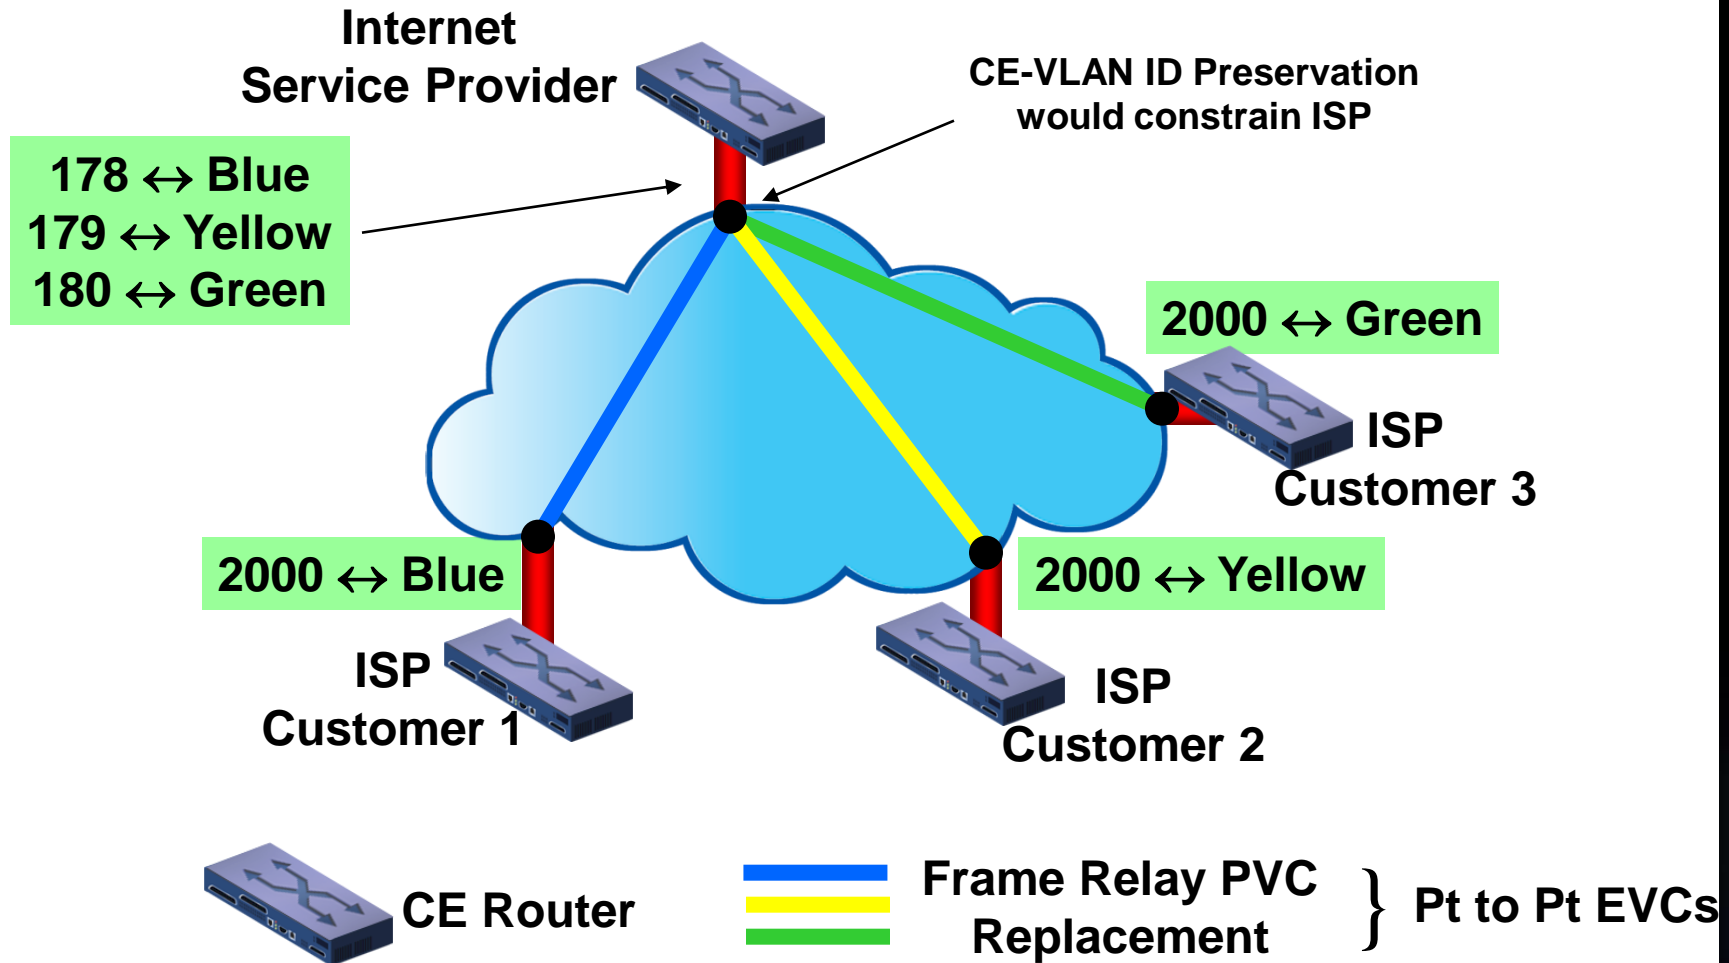 Internet
Service Provider
CE-VLAN ID Preservation
would constrain ISP
178 ↔ Blue
179 ↔ Yellow
180 ↔ Green
2000 ↔ Green
ISP
Customer 3
2000 ↔ Blue
2000 ↔ Yellow
ISP
Customer 1
ISP
Customer 2
CE Router
Frame Relay PVC
Replacement
} Pt to Pt EVCs